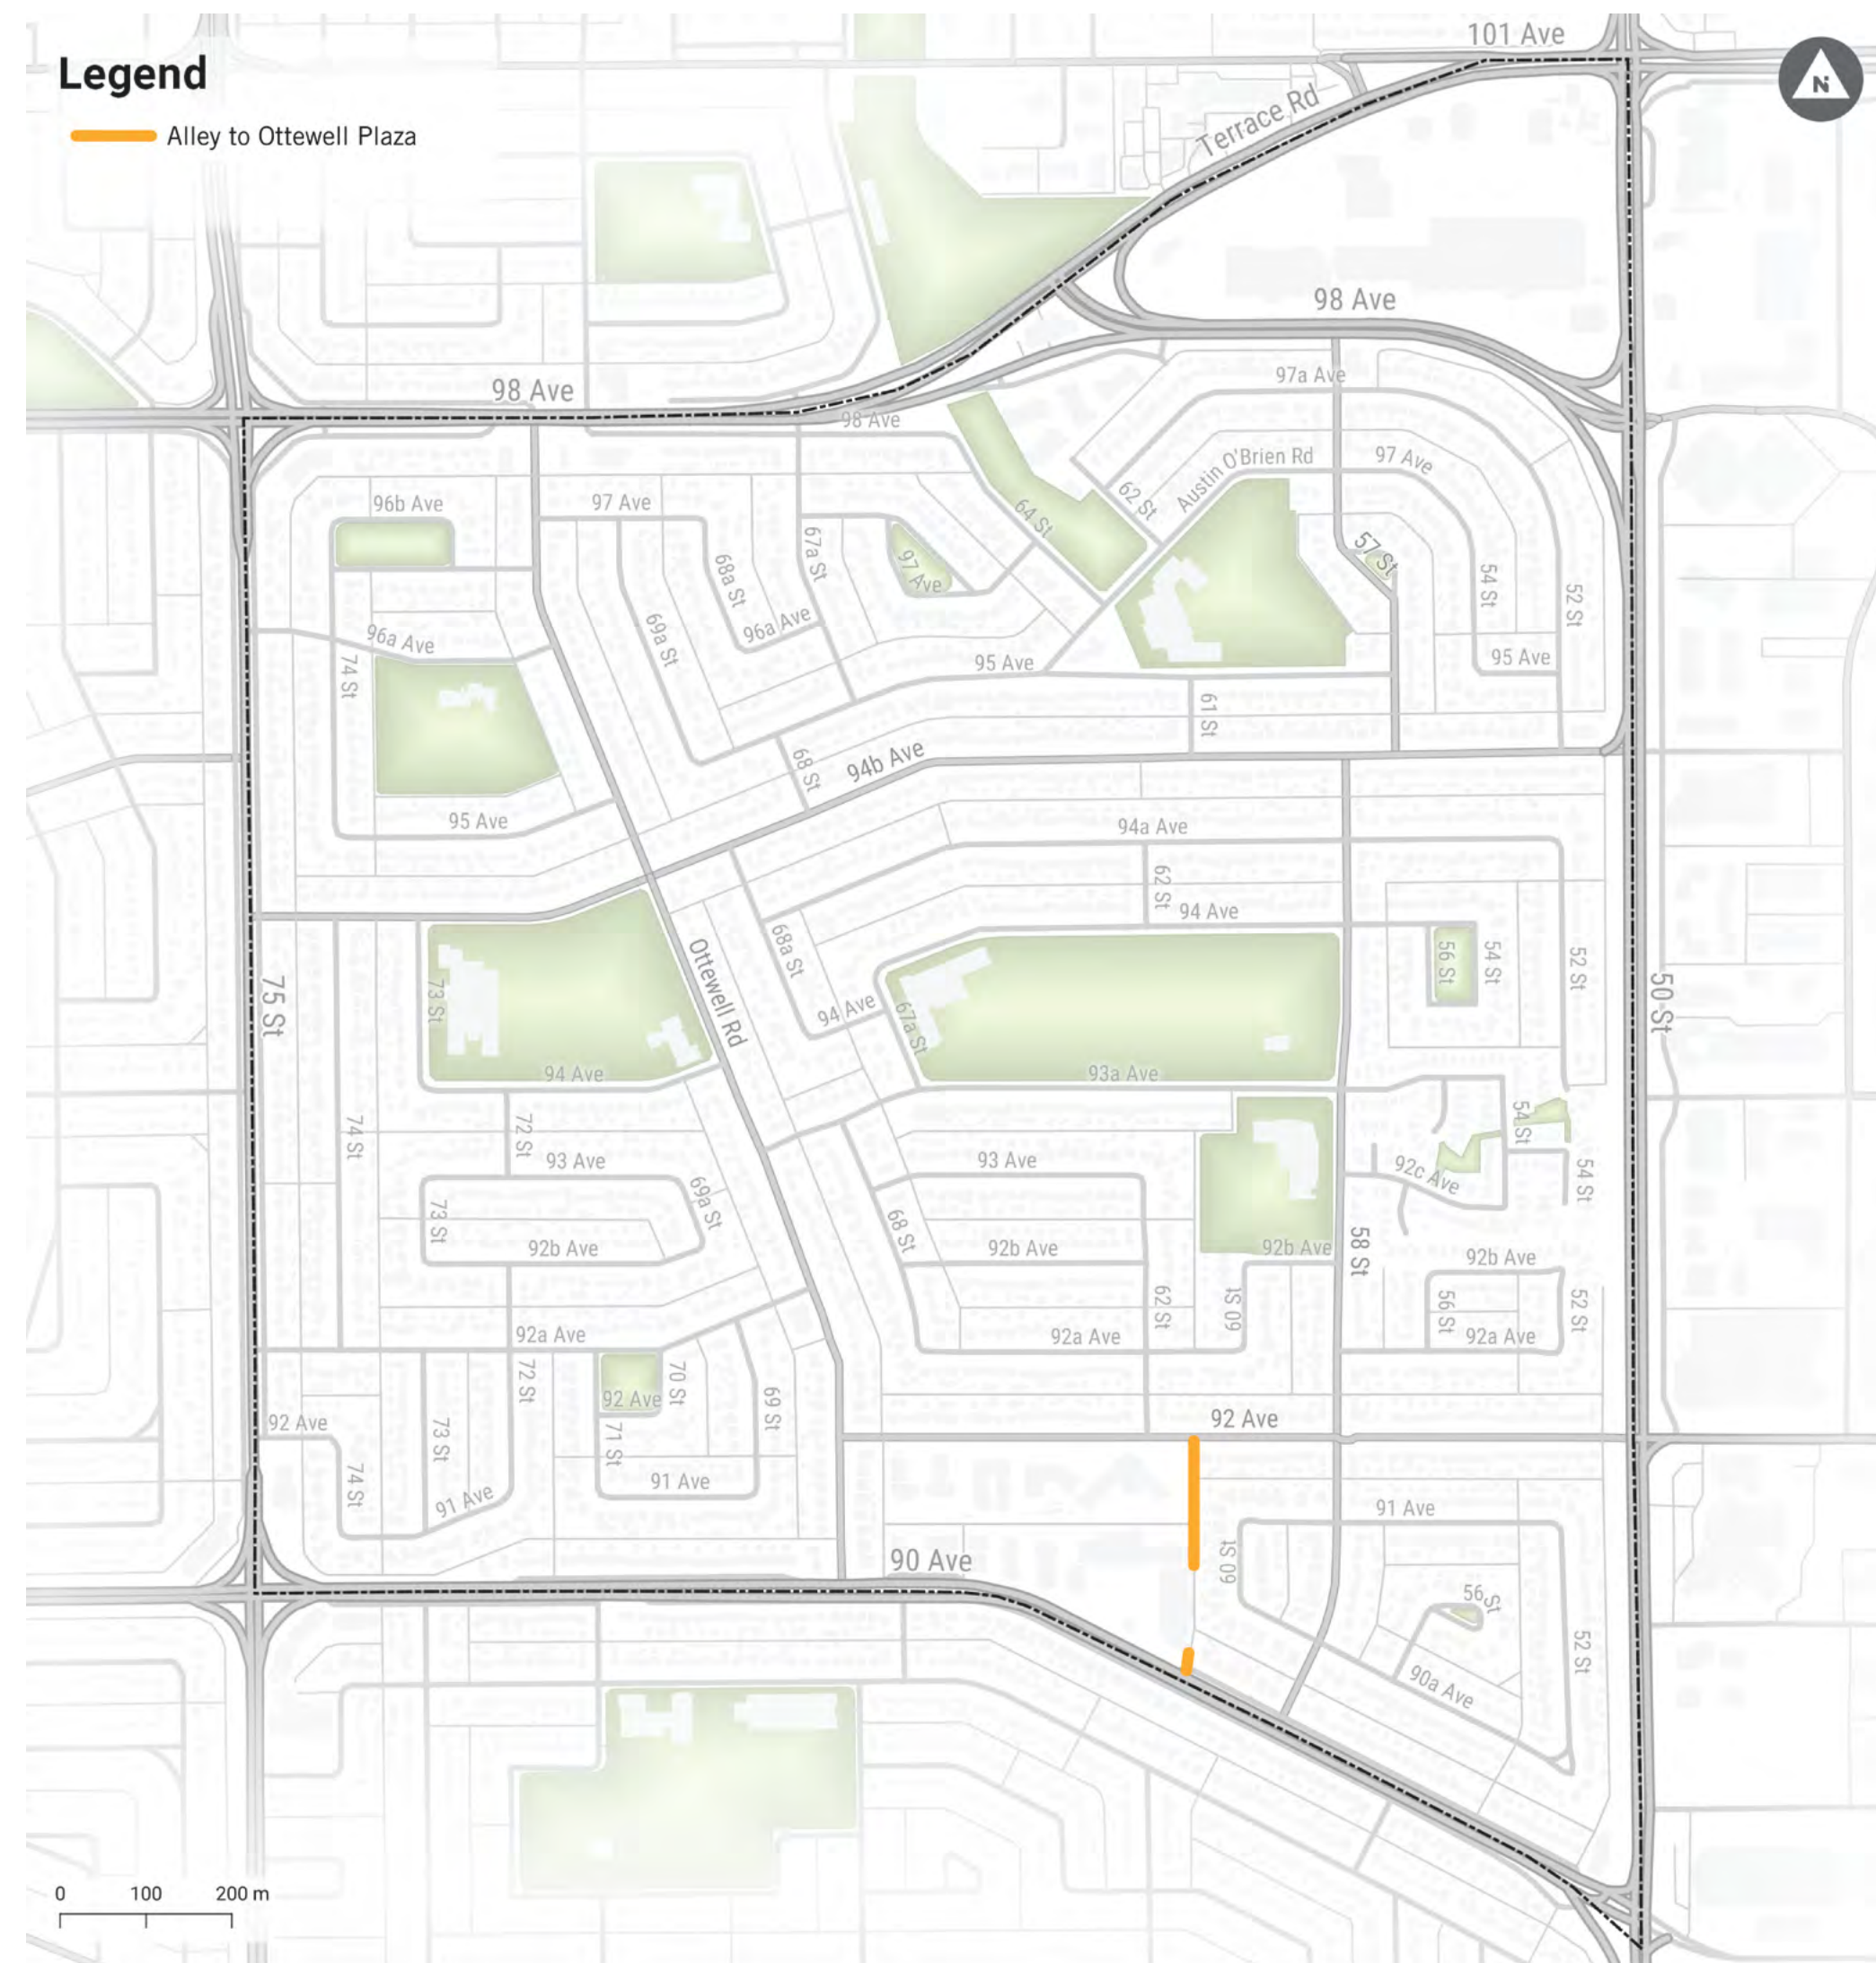 Legend
Alley to Ottewell Plaza
101 Ave
N
Terrace Rd
98 Ave
98 Ave
97a Ave
98 Ave
Austin O'Brien Rd
97 Ave
96b Ave
97 Ave
62 St
64 St
67a St
57 St
97 Ave
68a St
54 St
52 St
96a Ave
69a St
96a Ave
95 Ave
95 Ave
74 St
61 St
68 St
94b Ave
95 Ave
94a Ave
62 St
94 Ave
68a St
Ottewell Rd
56 St
54 St
52 St
75 St
73 St
50 St
94 Ave
67a St
94 Ave
93a Ave
74 St
72 St
54 St
93 Ave
93 Ave
92c Ave
54 St
69a St
73 St
68 St
92b Ave
92b Ave
92b Ave
58 St
92b Ave
62 St
60 St
56 St
52 St
92a Ave
92a Ave
92a Ave
72 St
92 Ave
70 St
69 St
92 Ave
92 Ave
73 St
71 St
74 St
91 Ave
91 Ave
91 Ave
90 Ave
60 St
56 St
52 St
90a Ave
0 100 200 m